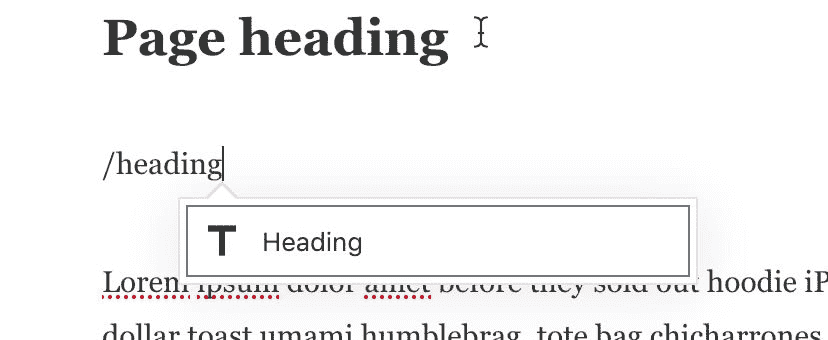 Page heading
/heading
T Heading
Lorem ipsum dolor amet before they sold out hoodie iP
dollar toast umami humblebrag, tote bag chicharrones